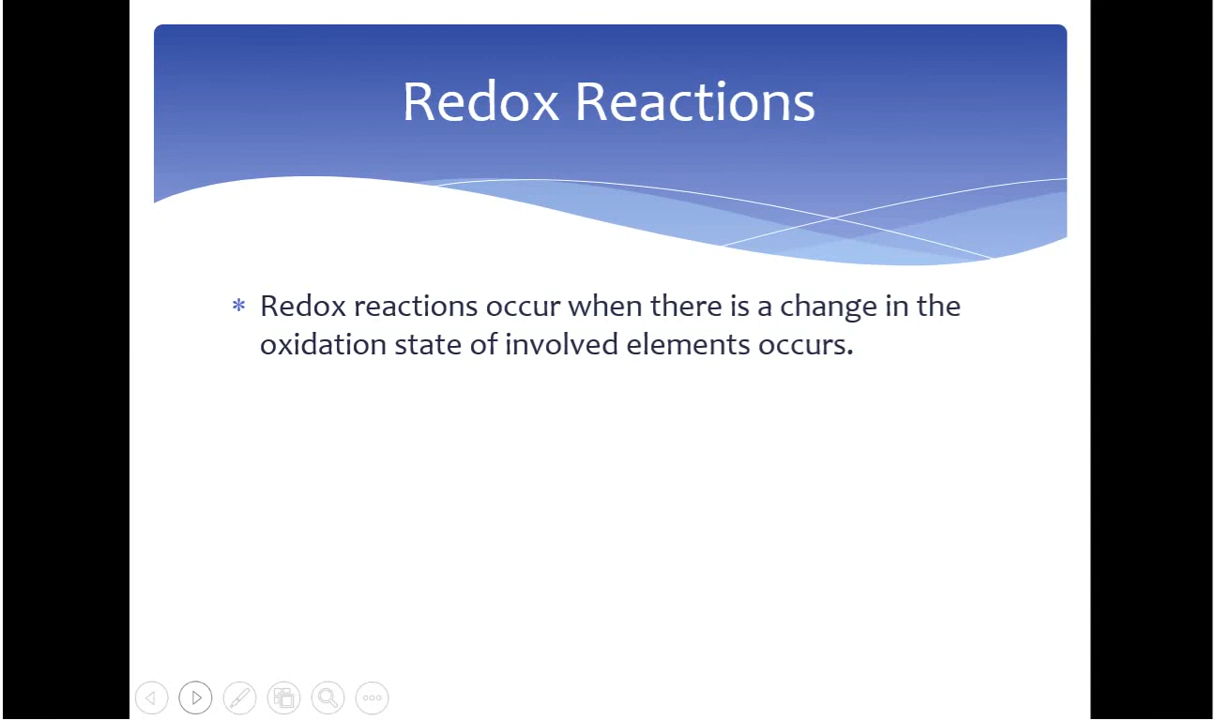 Redox Reactions
* Redox reactions occur when there is a change in the
oxidation state of involved elements occurs.